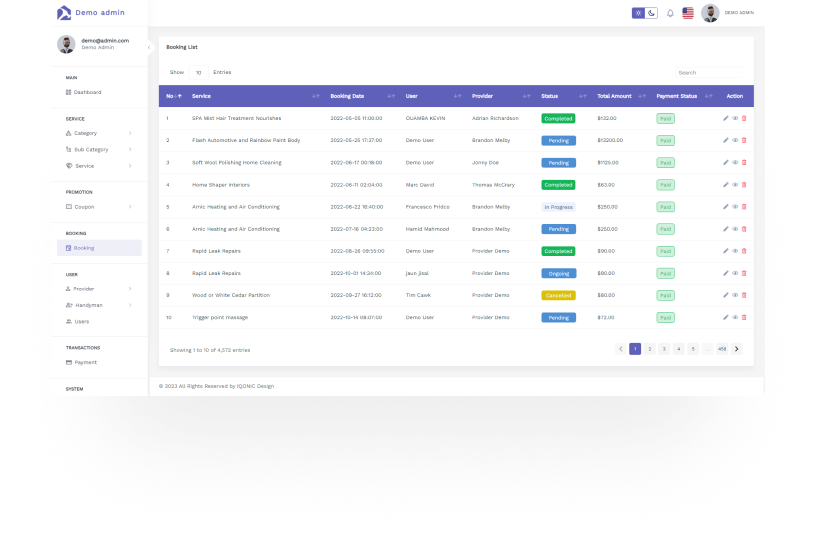 Demo admin
DEMO ADMIN
demo@admin.com
Demo Admin
MAIN
Dashboard
SERVICE
Category
Sub Category
Service
PROMOTION
Coupon
BOOKING
Booking
USER
Provider
Handyman
Users
TRANSACTIONS
Payment
SYSTEM
Booking List
Show 10 Entries
Search
No Service Booking Date User Provider Status Total Amount Payment Status Action
1 SPA Mist Hair Treatment Nourishes 2022-05-05 11:00:00 OUAMBA KEVIN Adrian Richardson Completed $132.00 Paid
2 Flash Automotive and Rainbow Paint Body 2022-05-25 17:37:00 Demo User Brandon Melby Pending $13200.00 Paid
3 Soft Wool Polishing Home Cleaning 2022-06-17 00:18:00 Demo User Jonny Doe Pending $1125.00 Paid
4 Home Shaper Interiors 2022-06-11 02:04:00 Marc David Thomas McCrary Completed $63.00 Paid
5 Arnic Heating and Air Conditioning 2022-06-22 16:40:00 Francesco Pridco Brandon Melby In Progress $250.00 Paid
6 Arnic Heating and Air Conditioning 2022-07-16 04:23:00 Hamid Mahmood Brandon Melby Pending $250.00 Paid
7 Rapid Leak Repairs 2022-08-26 09:55:00 Demo User Provider Demo Completed $90.00 Paid
8 Rapid Leak Repairs 2022-10-01 14:34:00 Jaun jisal Provider Demo Ongoing $90.00 Paid
9 Wood or White Cedar Partition 2022-09-27 16:12:00 Tim Cawk Provider Demo Cancelled $80.00 Paid
10 Trigger point massage 2022-10-14 08:07:00 Demo User Provider Demo Pending $72.00 Paid
Showing 1 to 10 of 4,572 entries
1 2 3 4 5 ... 458
© 2023 All Rights Reserved by IQONIC Design